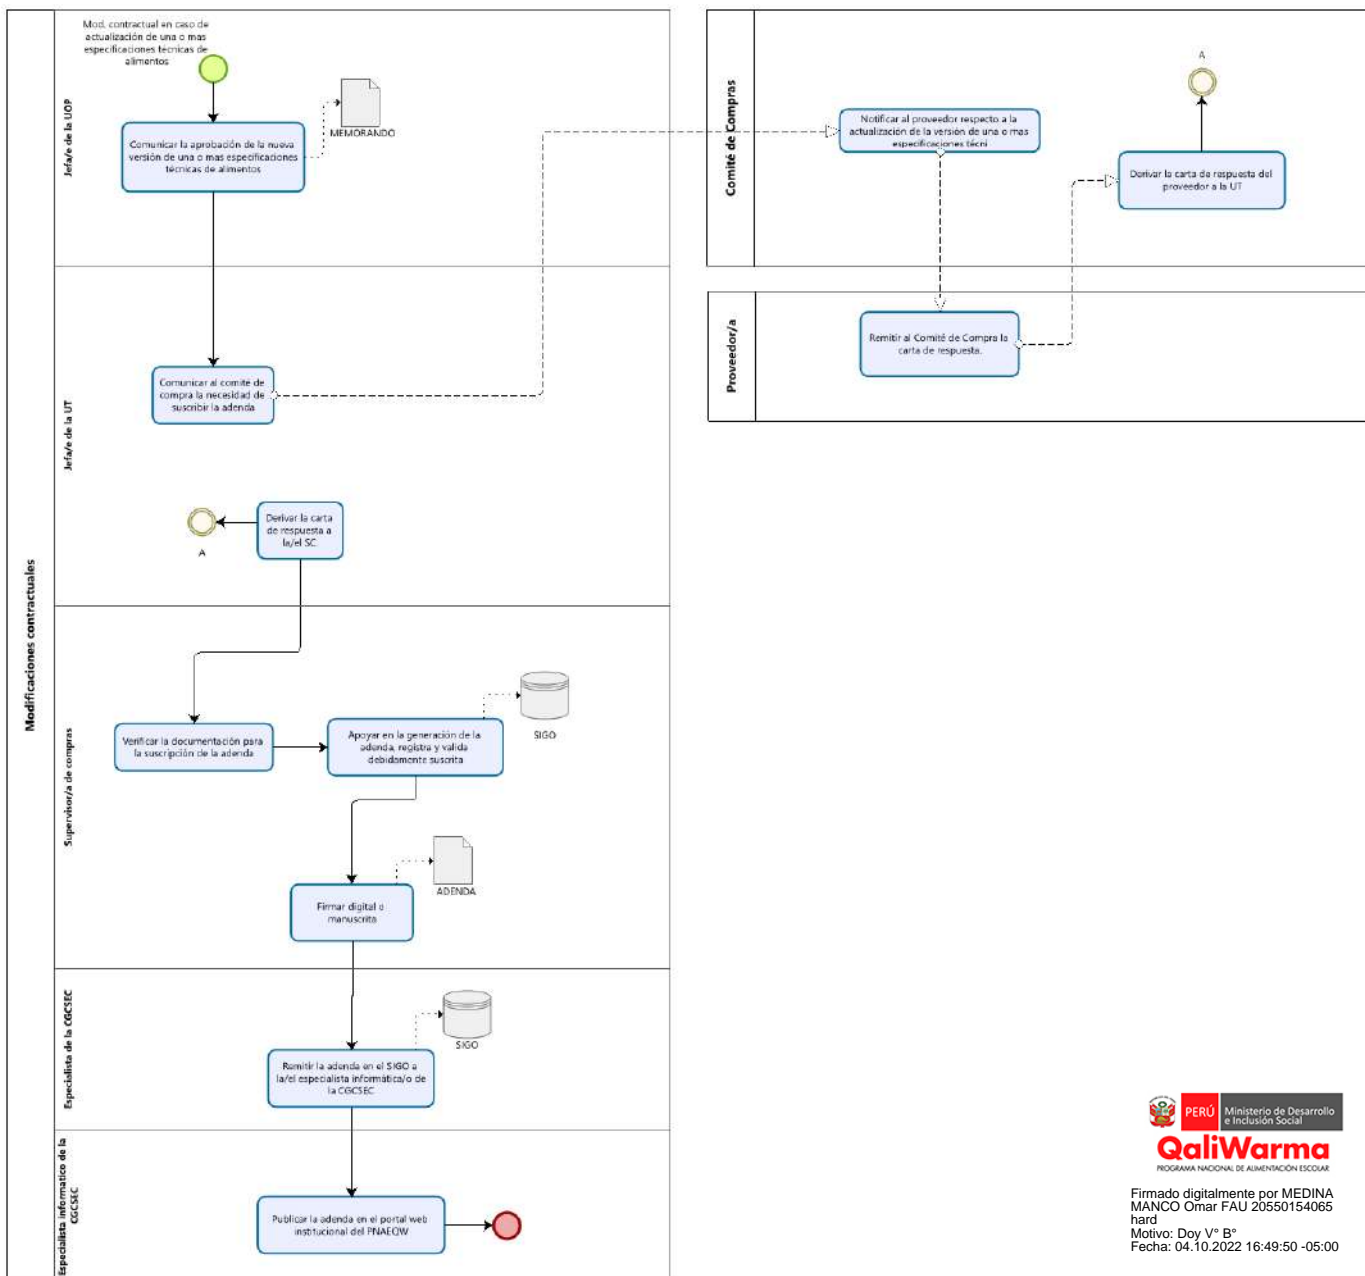 Modificaciones contractuales
Jefa/e de la UOP
Mod. contractual en caso de
actualización de una o mas
especificaciones técnicas de
alimentos
Comunicar la aprobación de la nueva
versión de una o mas especificaciones
técnicas de alimentos
MEMORANDO
Jefa/e de la UT
Comunicar al comité de
compra la necesidad de
suscribir la adenda
Derivar la carta
de respuesta a
la/el SC
A
Supervisor/a de compras
Verificar la documentación para
la suscripción de la adenda
Apoyar en la generación de la
adenda, registra y valida
debidamente suscrita
SIGO
Firmar digital o
manuscrita
ADENDA
Especialista de la CGCSEC
Remitir la adenda en el SIGO a
la/el especialista informática/o de
la CGCSEC
SIGO
Especialista informatico de la
CGCSEC
Publicar la adenda en el portal web
institucional del PNAEQW
Comité de Compras
Notificar al proveedor respecto a la
actualización de la versión de una o mas
especificaciones técni
A
Derivar la carta de respuesta del
proveedor a la UT
Proveedor/a
Remitir al Comité de Compra la
carta de respuesta.
PERÚ
Ministerio de Desarrollo
e Inclusión Social
QaliWarma
PROGRAMA NACIONAL DE ALIMENTACIÓN ESCOLAR
Firmado digitalmente por MEDINA
MANCO Omar FAU 20550154065
hard
Motivo: Doy V° B°
Fecha: 04.10.2022 16:49:50 -05:00